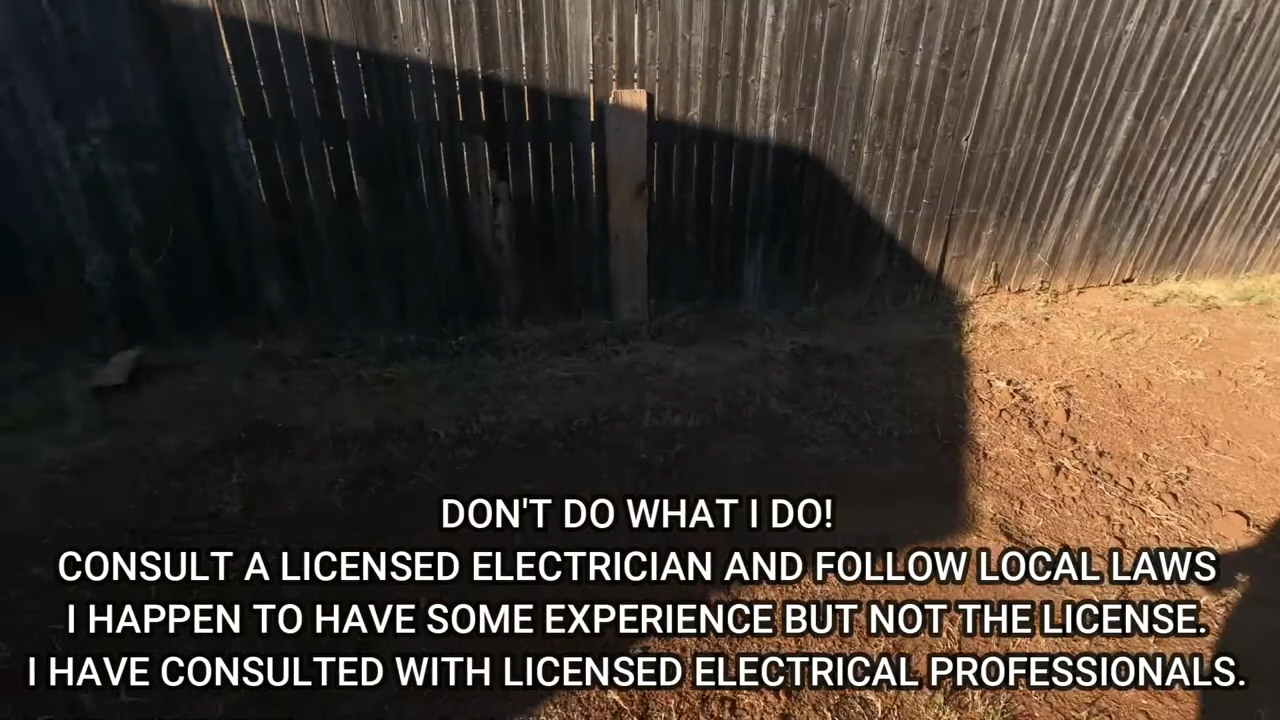 DON'T DO WHAT I DO!
CONSULT A LICENSED ELECTRICIAN AND FOLLOW LOCAL LAWS
I HAPPEN TO HAVE SOME EXPERIENCE BUT NOT THE LICENSE.
I HAVE CONSULTED WITH LICENSED ELECTRICAL PROFESSIONALS.